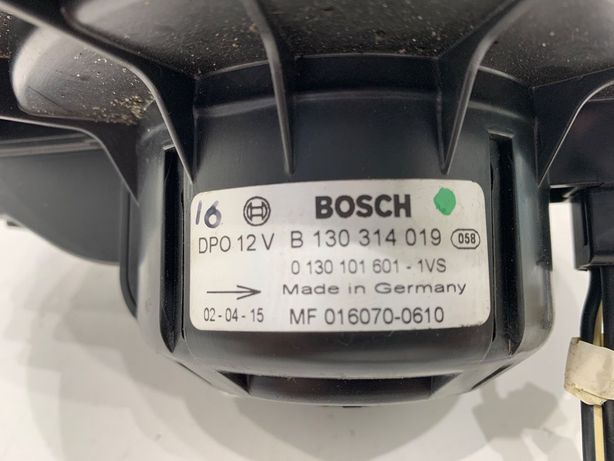 16 BOSCH
DPO 12 V B 130 314 019 058
0 130 101 601 - 1VS
Made in Germany
02 - 04 - 15 MF 016070-0610